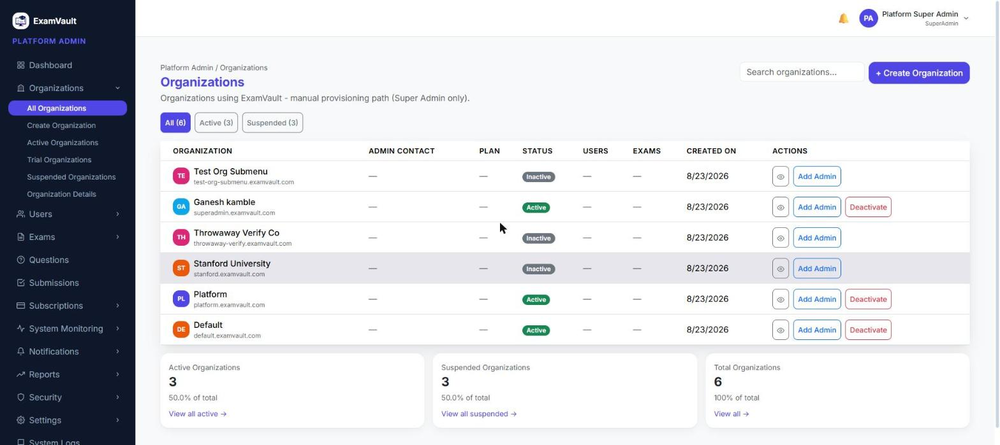 ExamVault
PLATFORM ADMIN
Dashboard
Organizations
All Organizations
Create Organization
Active Organizations
Trial Organizations
Suspended Organizations
Organization Details
Users
Exams
Questions
Submissions
Subscriptions
System Monitoring
Notifications
Reports
Security
Settings
System Logs
PA Platform Super Admin
SuperAdmin
Platform Admin / Organizations
Organizations
Organizations using ExamVault - manual provisioning path (Super Admin only).
Search organizations...
+ Create Organization
All (6) Active (3) Suspended (3)
ORGANIZATION ADMIN CONTACT PLAN STATUS USERS EXAMS CREATED ON ACTIONS
TE Test Org Submenu — — Inactive — — 8/23/2026 Add Admin
test-org-submenu.examvault.com
GA Ganesh kamble — — Active — — 8/23/2026 Add Admin Deactivate
superadmin.examvault.com
TH Throwaway Verify Co — — Inactive — — 8/23/2026 Add Admin
throwaway-verify.examvault.com
ST Stanford University — — Inactive — — 8/23/2026 Add Admin
stanford.examvault.com
PL Platform — — Active — — 8/23/2026 Add Admin Deactivate
platform.examvault.com
DE Default — — Active — — 8/23/2026 Add Admin Deactivate
default.examvault.com
Active Organizations
3
50.0% of total
View all active →
Suspended Organizations
3
50.0% of total
View all suspended →
Total Organizations
6
100% of total
View all →